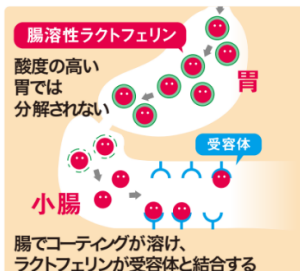 腸溶性ラクトフェリン
酸度の高い
胃では
分解されない
胃
受容体
小腸
腸でコーティングが溶け、
ラクトフェリンが受容体と結合する